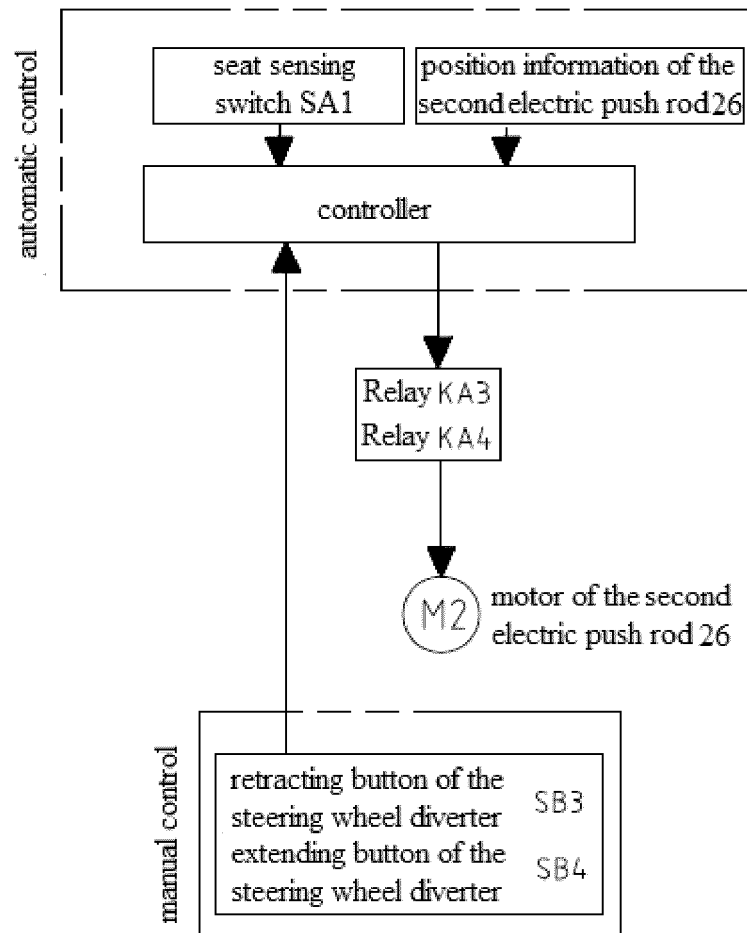 automatic control
seat sensing
switch SA1
position information of the
second electric push rod 26
controller
Relay KA3
Relay KA4
M2
motor of the second
electric push rod 26
manual control
retracting button of the
steering wheel diverter
SB3
extending button of the
steering wheel diverter
SB4